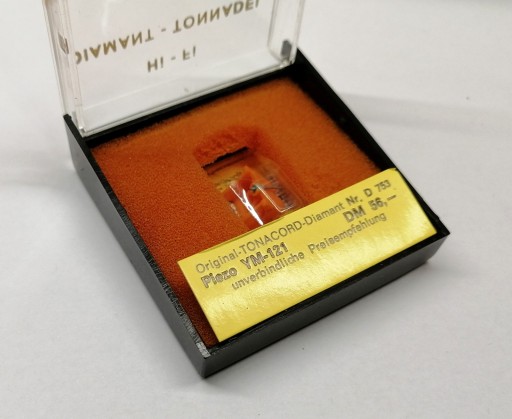 DIAMANT - TONNADEL
Hi - Fi
Original-TONACORD-Diamant Nr. D 753
Piezo YM-121 DM 56,—
unverbindliche Preisempfehlung